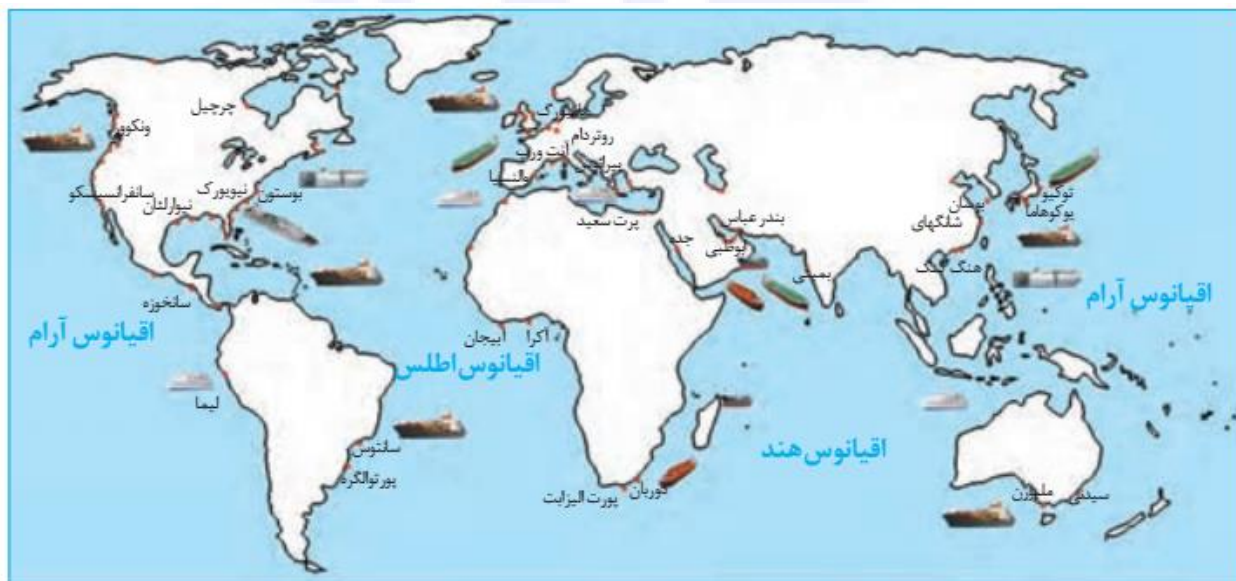 چرچیل
ونکوور
سانفرانسیسکو
نیویورک
بوستون
نیوارلئان
سانخوزه
اقیانوس آرام
لیما
سانتوس
پورتوالگره
روتردام
آنت ورپ
والنسیا
پرت سعید
آبیجان
آکرا
اقیانوس اطلس
جده
بندرعباس
ابوظبی
بمبئی
پورت الیزابت
دوربان
اقیانوس هند
توکیو
یوکوهاما
بوسان
شانگهای
هنگ کنگ
اقیانوس آرام
ملبورن
سیدنی